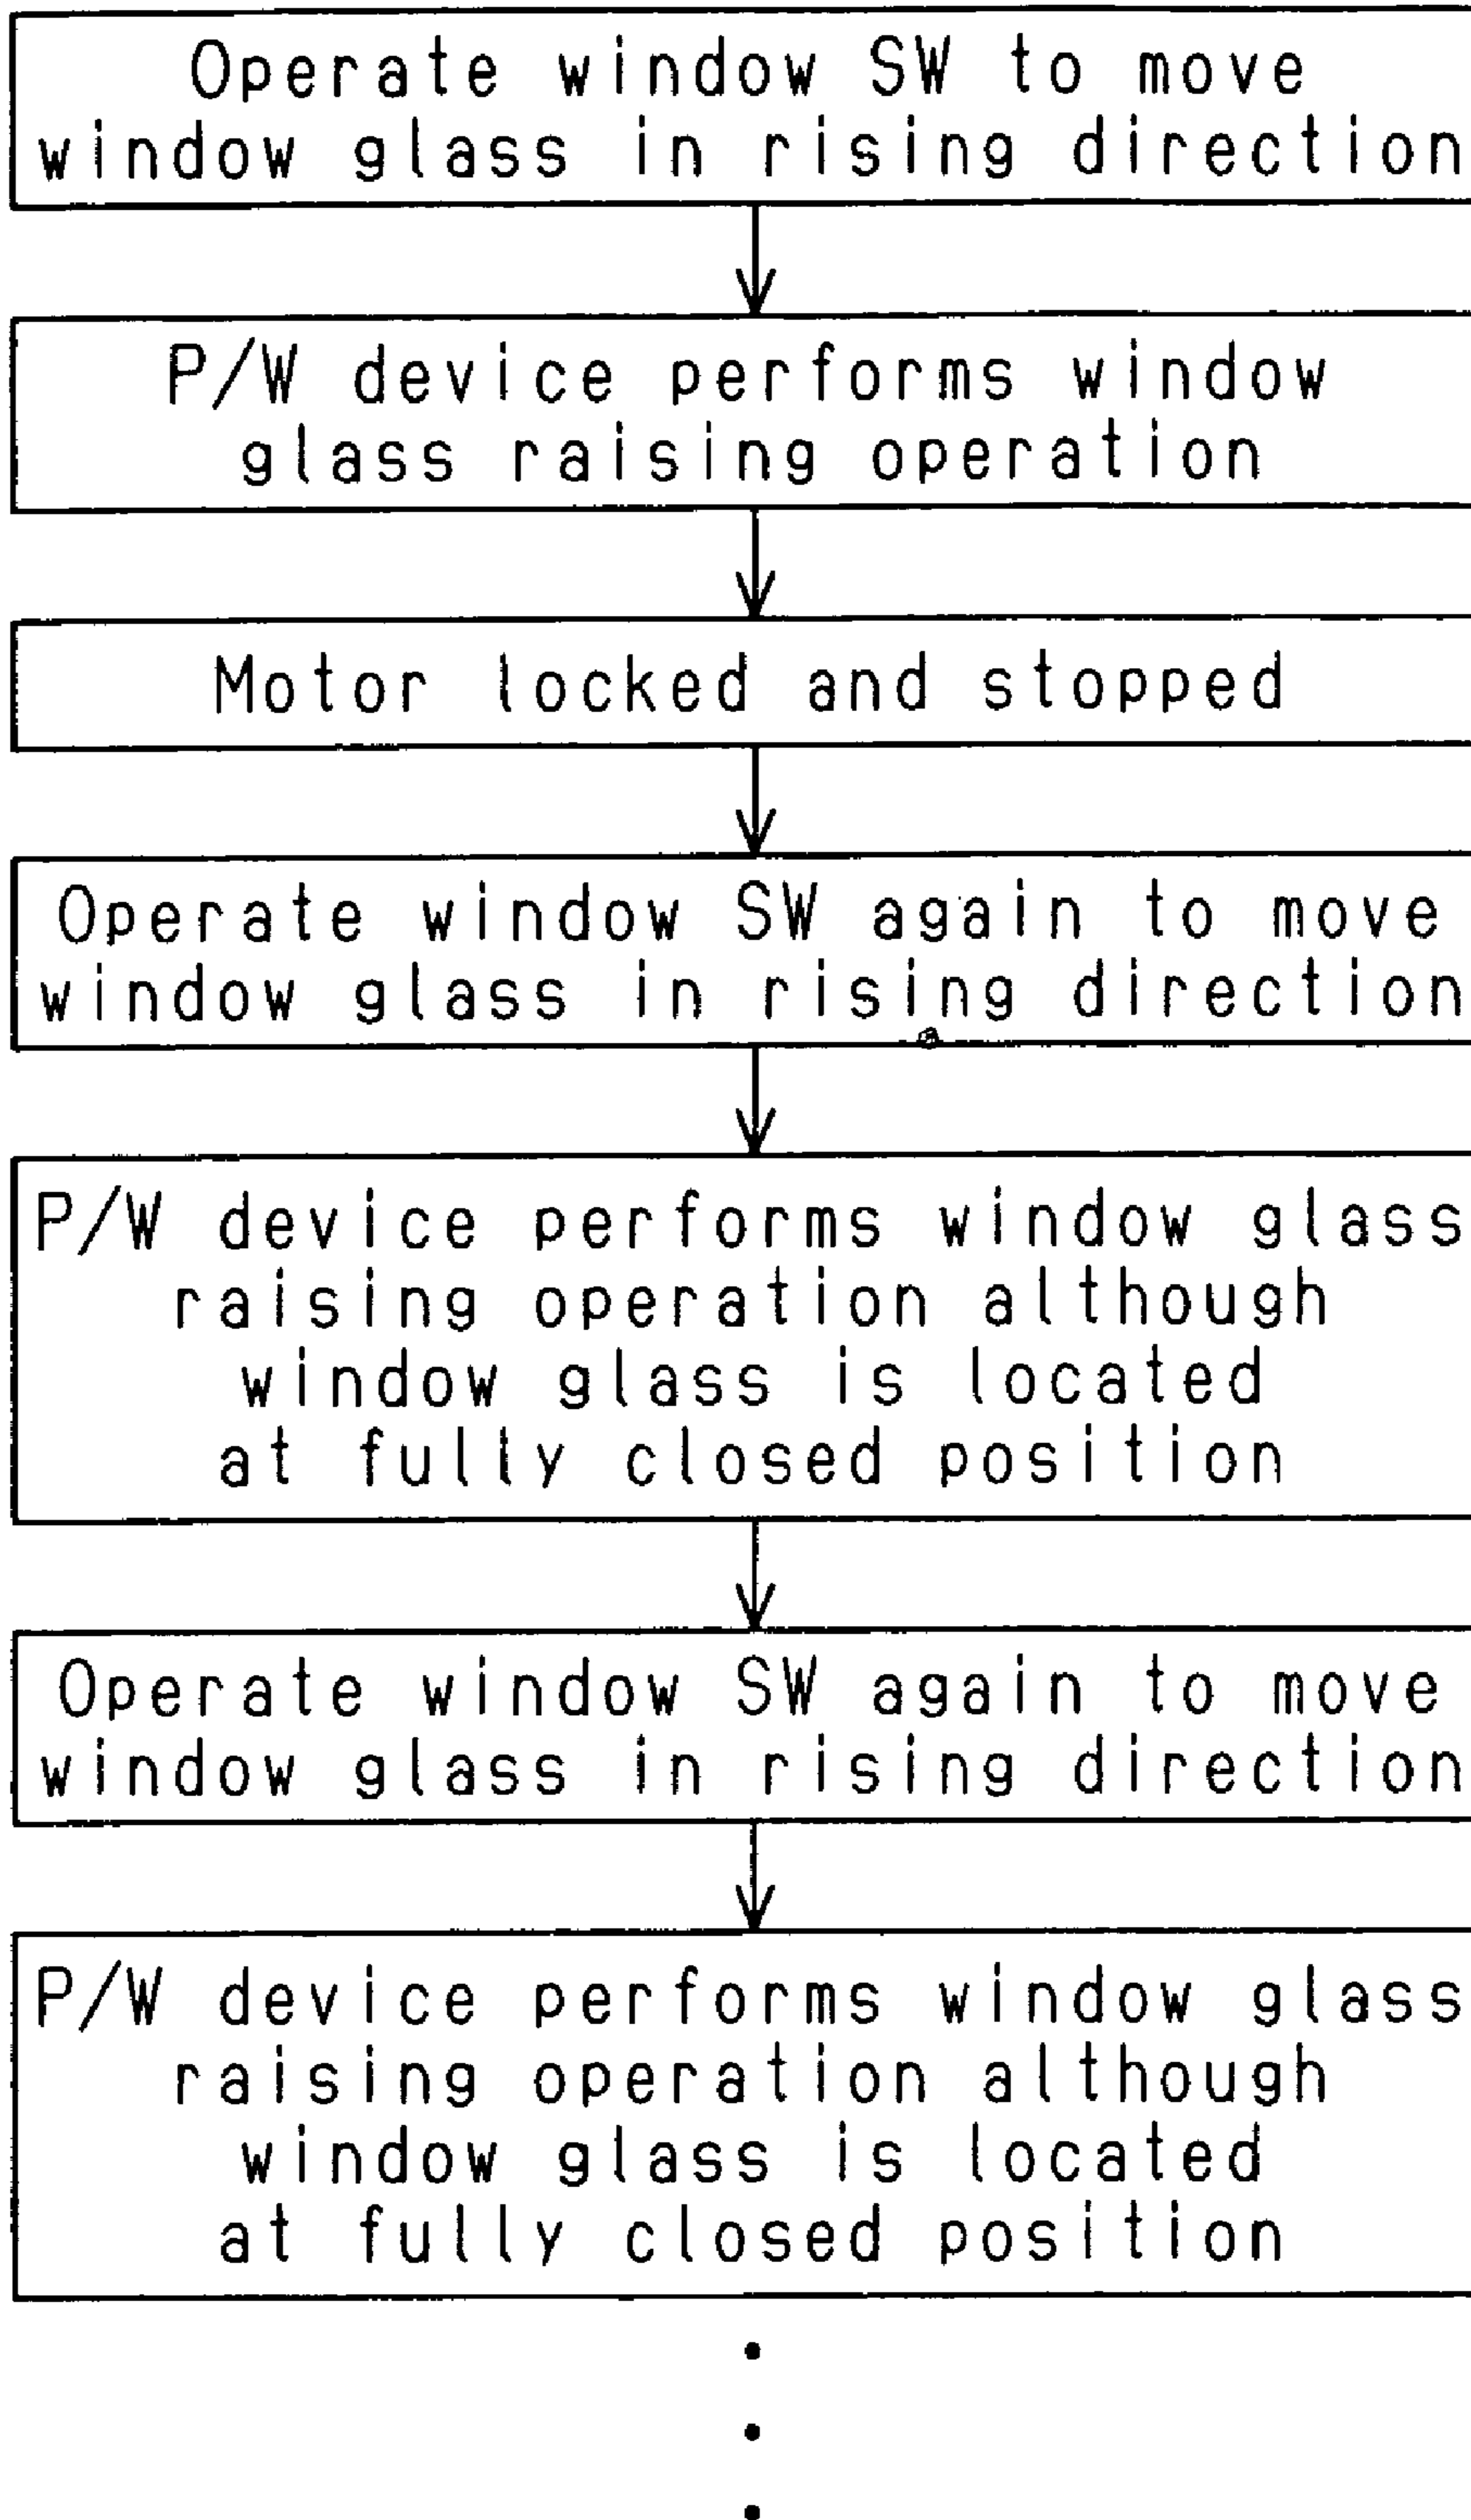 Operate window SW to move
window glass in rising direction
P/W device performs window
glass raising operation
Motor locked and stopped
Operate window SW again to move
window glass in rising direction
P/W device performs window glass
raising operation although
window glass is located
at fully closed position
Operate window SW again to move
window glass in rising direction
P/W device performs window glass
raising operation although
window glass is located
at fully closed position